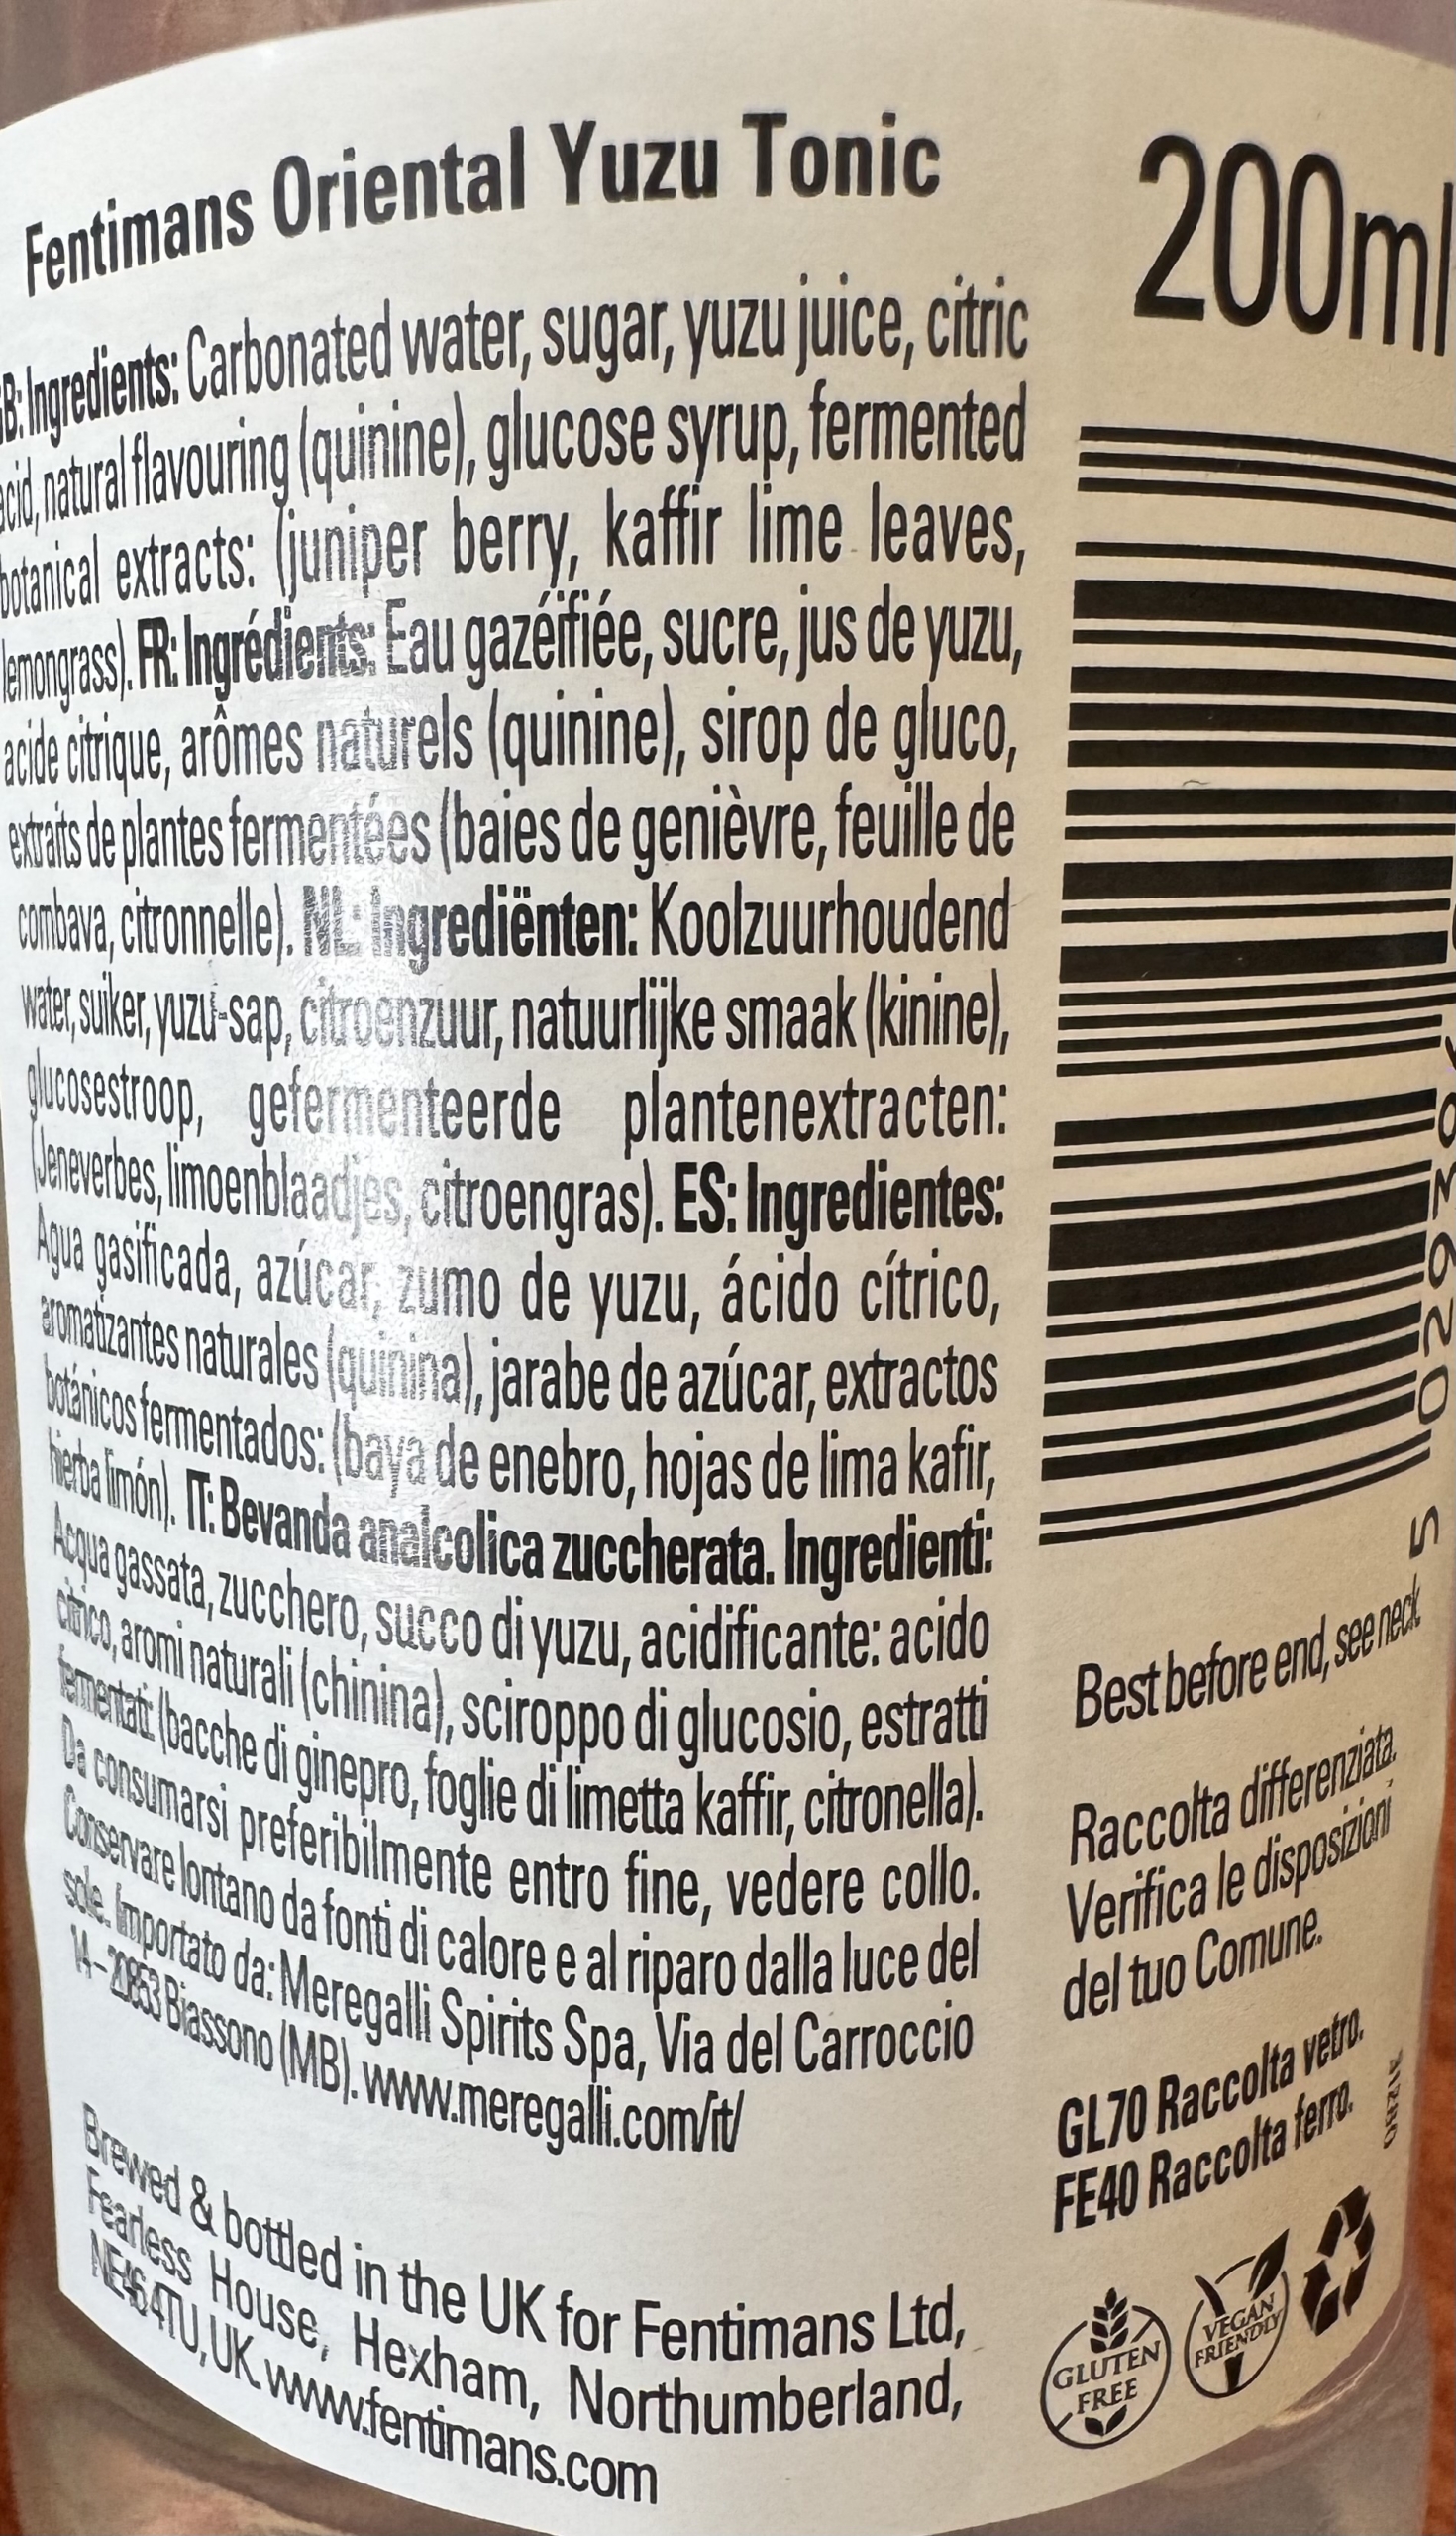 Fentimans Oriental Yuzu Tonic
GB: Ingredients: Carbonated water, sugar, yuzu juice, citric
acid, natural flavouring (quinine), glucose syrup, fermented
botanical extracts: (juniper berry, kaffir lime leaves,
lemongrass). FR: Ingrédients: Eau gazéifiée, sucre, jus de yuzu,
acide citrique, arômes naturels (quinine), sirop de gluco,
extraits de plantes fermentées (baies de genièvre, feuille de
combava, citronnelle). NL: Ingrediënten: Koolzuurhoudend
water, suiker, yuzu-sap, citroenzuur, natuurlijke smaak (kinine),
glucosestroop, gefermenteerde plantenextracten:
(Jeneverbes, limoenblaadjes, citroengras). ES: Ingredientes:
Agua gasificada, azúcar, zumo de yuzu, ácido cítrico,
aromatizantes naturales (quinina), jarabe de azúcar, extractos
botánicos fermentados: (baya de enebro, hojas de lima kafir,
hierba limón). IT: Bevanda analcolica zuccherata. Ingredienti:
Acqua gassata, zucchero, succo di yuzu, acidificante: acido
citrico, aromi naturali (chinina), sciroppo di glucosio, estratti
fermentati: (bacche di ginepro, foglie di limetta kaffir, citronella).
Da consumarsi preferibilmente entro fine, vedere collo.
Conservare lontano da fonti di calore e al riparo dalla luce del
sole. Importato da: Meregalli Spirits Spa, Via del Carroccio
14 – 20853 Biassono (MB). www.meregalli.com/it/
Brewed & bottled in the UK for Fentimans Ltd,
Fearless House, Hexham, Northumberland,
NE46 4TU, UK. www.fentimans.com
200ml
5
Best before end, see neck
Raccolta differenziata.
Verifica le disposizioni
del tuo Comune.
GL70 Raccolta vetro.
FE40 Raccolta ferro.
GLUTEN
FREE
VEGAN
FRIENDLY